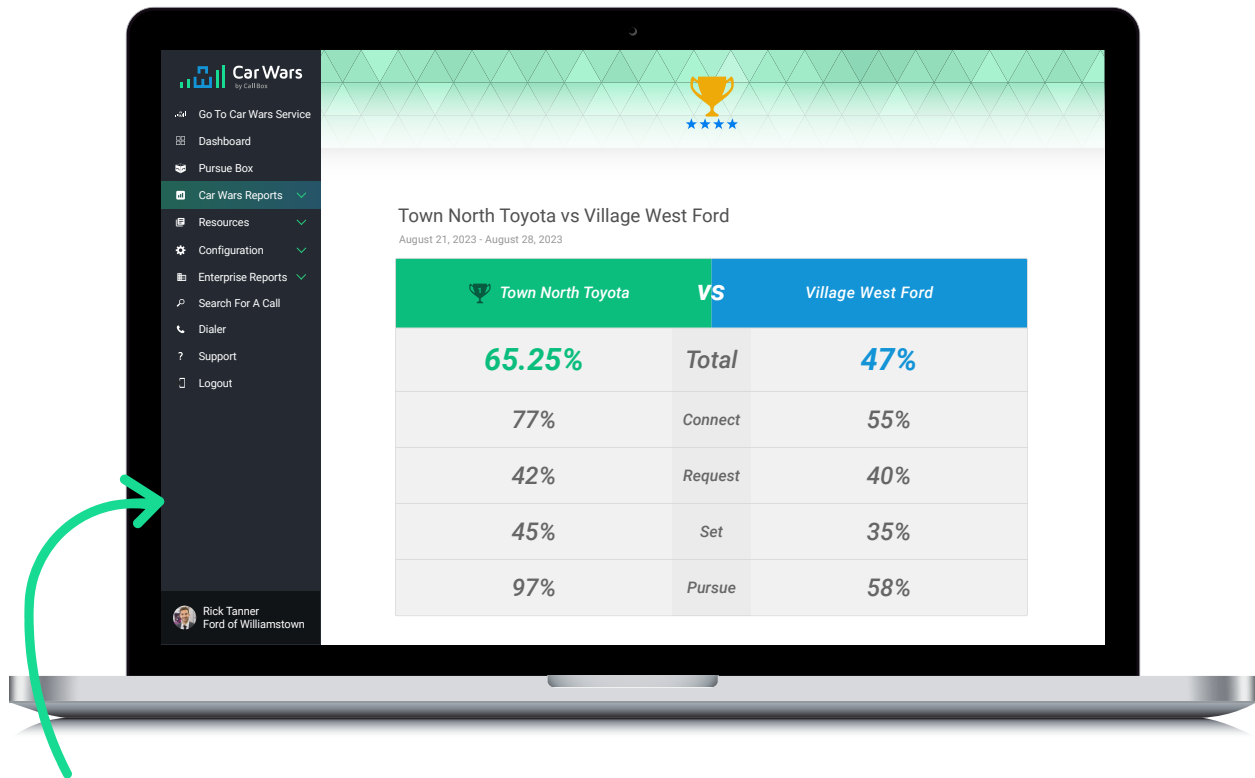 Car Wars
by Call Box
Go To Car Wars Service
Dashboard
Pursue Box
Car Wars Reports
Resources
Configuration
Enterprise Reports
Search For A Call
Dialer
? Support
Logout
Rick Tanner
Ford of Williamstown
Town North Toyota vs Village West Ford
August 21, 2023 - August 28, 2023
1 Town North Toyota VS Village West Ford
65.25% Total 47%
77% Connect 55%
42% Request 40%
45% Set 35%
97% Pursue 58%